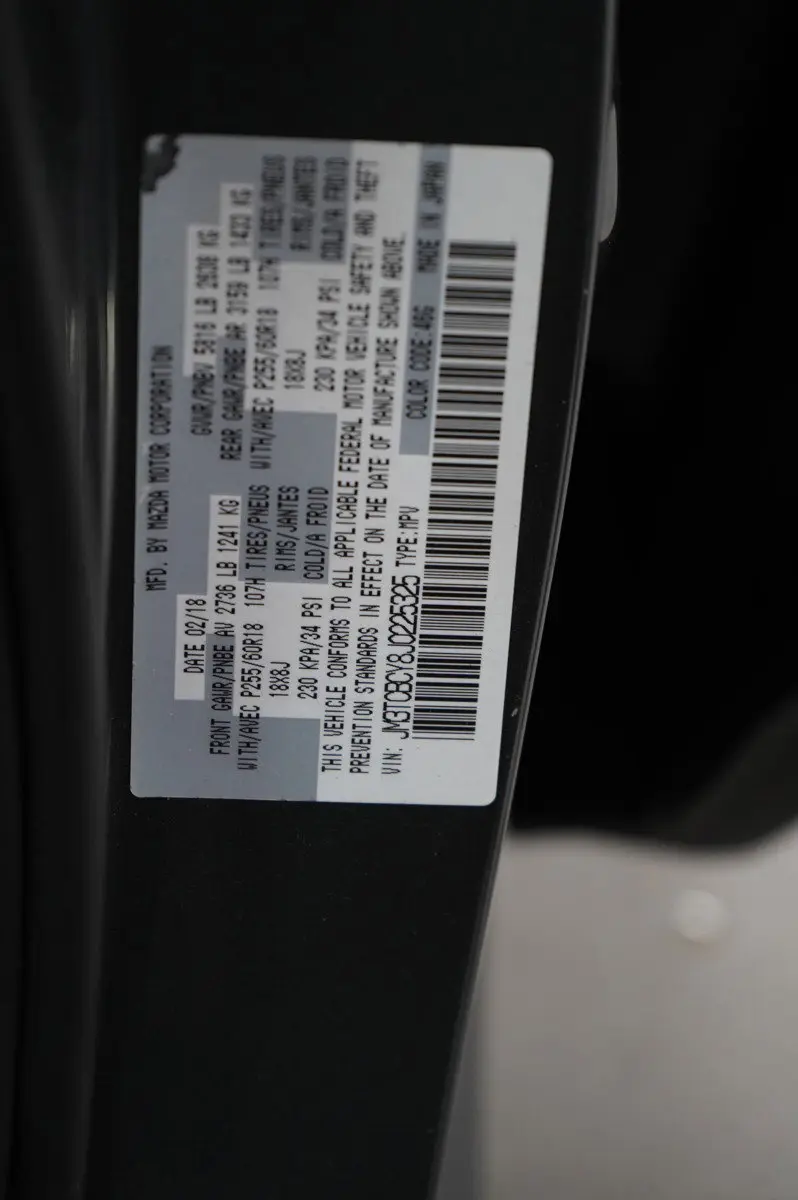 MFD. BY MAZDA MOTOR CORPORATION
DATE 02/18 GVWR/PNBV 5816 LB 2638 KG
FRONT GAWR/PNBE AV 2736 LB 1241 KG REAR GAWR/PNBE AR 3159 LB 1433 KG
WITH/AVEC P255/60R18 107H TIRES/PNEUS WITH/AVEC P255/60R18 107H TIRES/PNEUS
18X8J RIMS/JANTES 18X8J RIMS/JANTES
230 KPA/34 PSI COLD/A FROID 230 KPA/34 PSI COLD/A FROID
THIS VEHICLE CONFORMS TO ALL APPLICABLE FEDERAL MOTOR VEHICLE SAFETY AND THEFT
PREVENTION STANDARDS IN EFFECT ON THE DATE OF MANUFACTURE SHOWN ABOVE.
VIN: JM3TCBCY8J0225325 TYPE:MPV COLOR CODE:46G MADE IN JAPAN